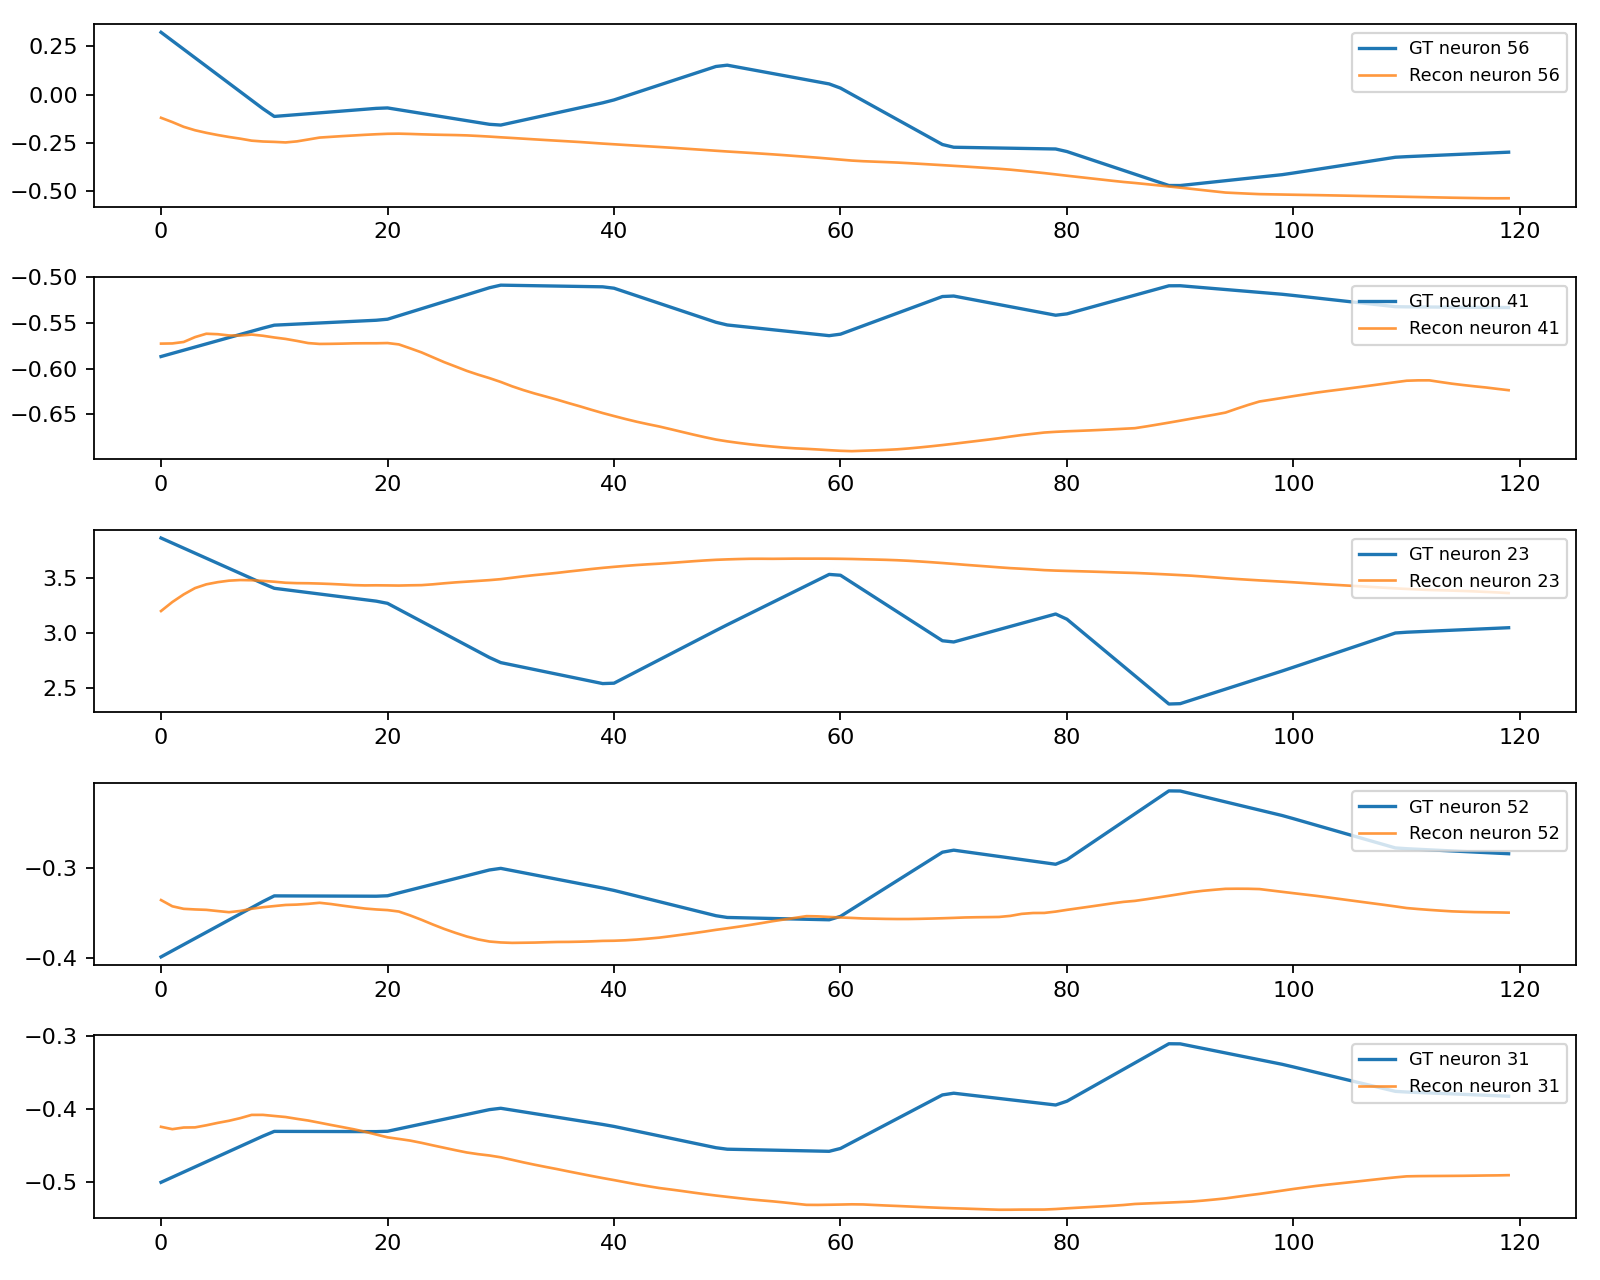 0.25
0.00
−0.25
−0.50
GT neuron 56
Recon neuron 56
0 20 40 60 80 100 120
−0.50
−0.55
−0.60
−0.65
GT neuron 41
Recon neuron 41
0 20 40 60 80 100 120
3.5
3.0
2.5
GT neuron 23
Recon neuron 23
0 20 40 60 80 100 120
−0.3
−0.4
GT neuron 52
Recon neuron 52
0 20 40 60 80 100 120
−0.3
−0.4
−0.5
GT neuron 31
Recon neuron 31
0 20 40 60 80 100 120